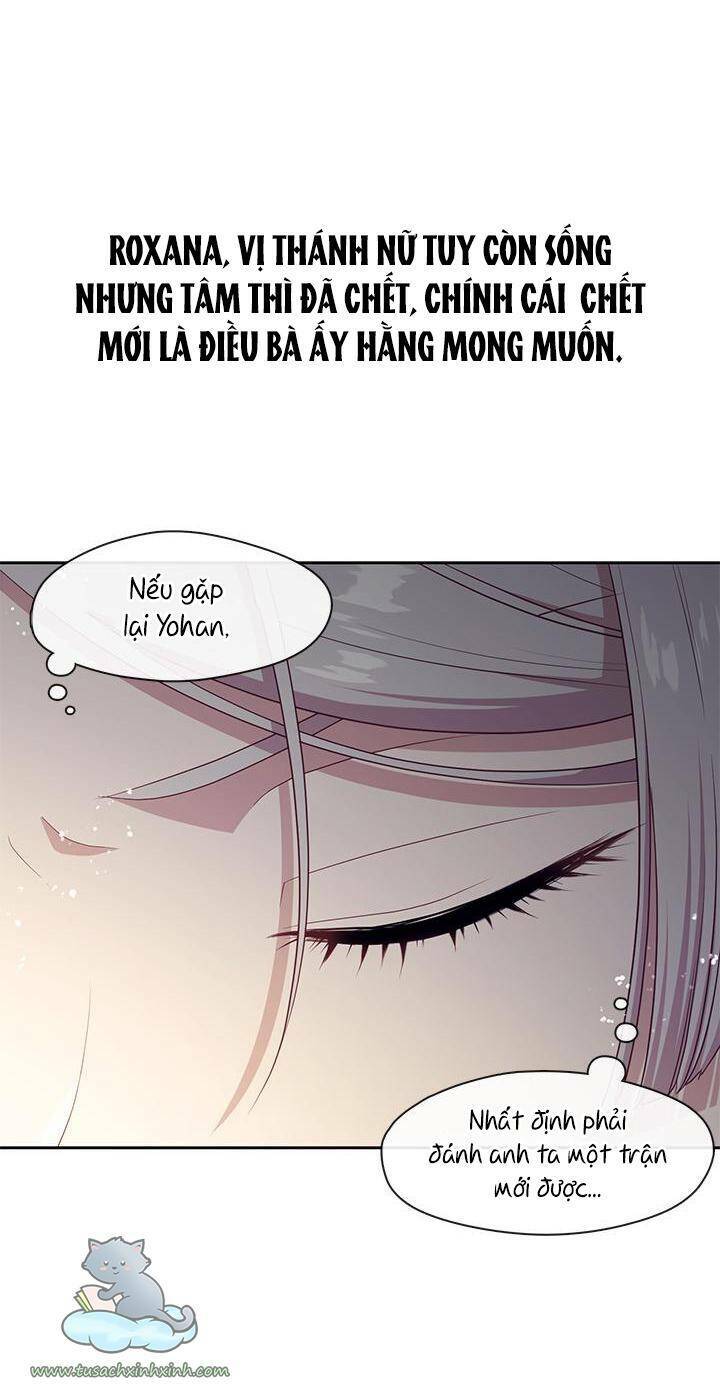 ROXANA, VỊ THÁNH NỮ TUY CÒN SỐNG
NHƯNG TÂM THÌ ĐÃ CHẾT, CHÍNH CÁI CHẾT
MỚI LÀ ĐIỀU BÀ ẤY HẰNG MONG MUỐN.
Nếu gặp
lại Yohan,
Nhất định phải
đánh anh ta một trận
mới được...
www.tusachxinhxinh.com